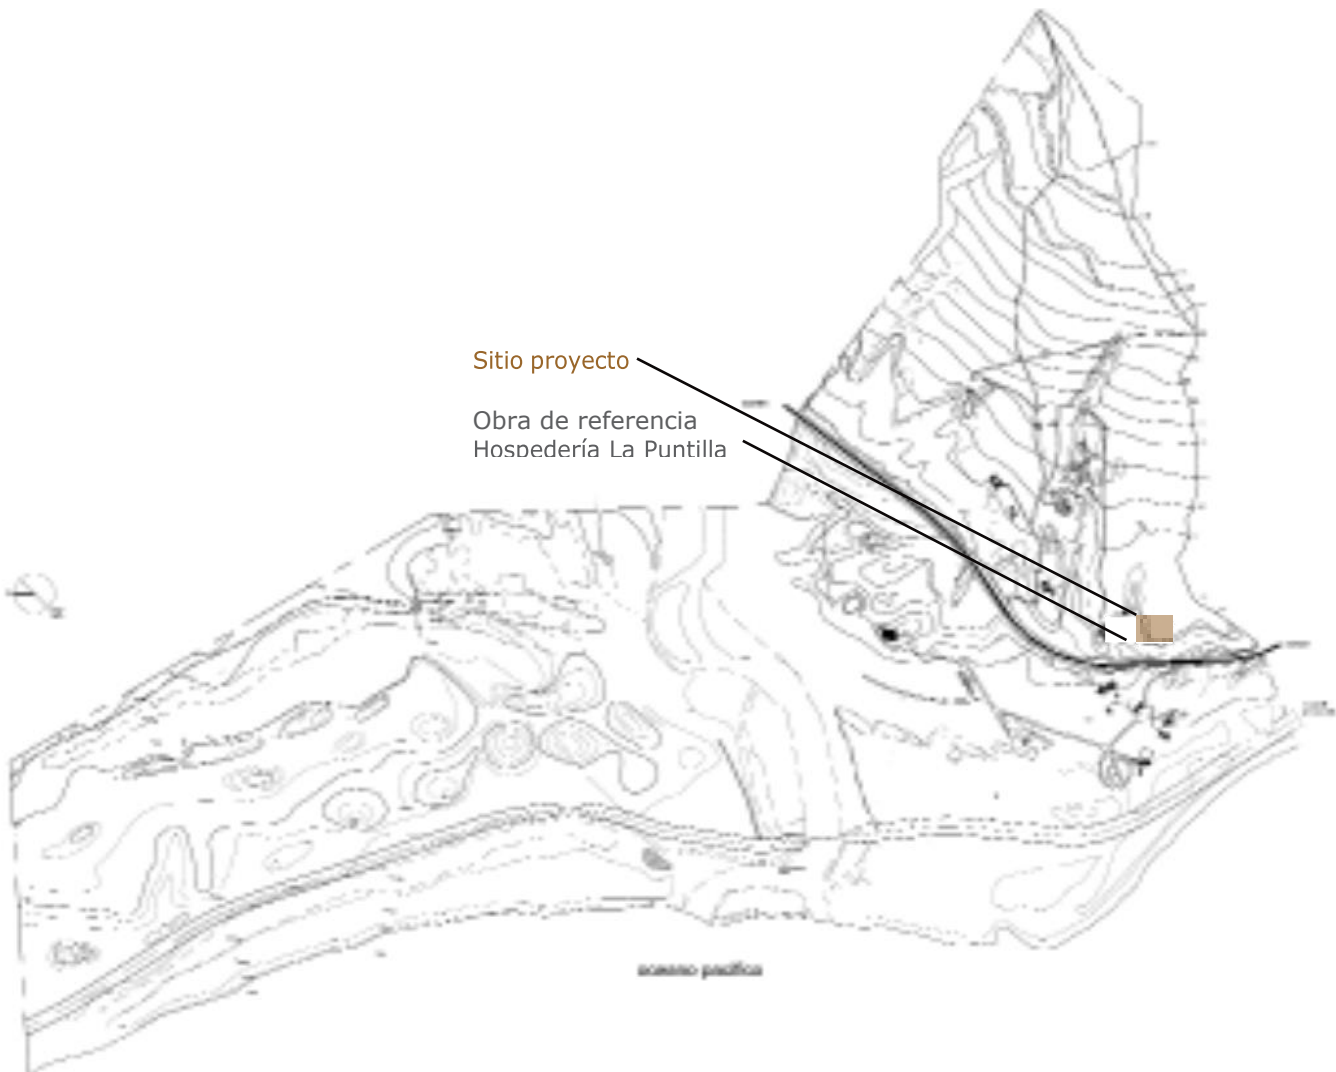 Sitio proyecto
Obra de referencia
Hospedería La Puntilla
oceano pacifico